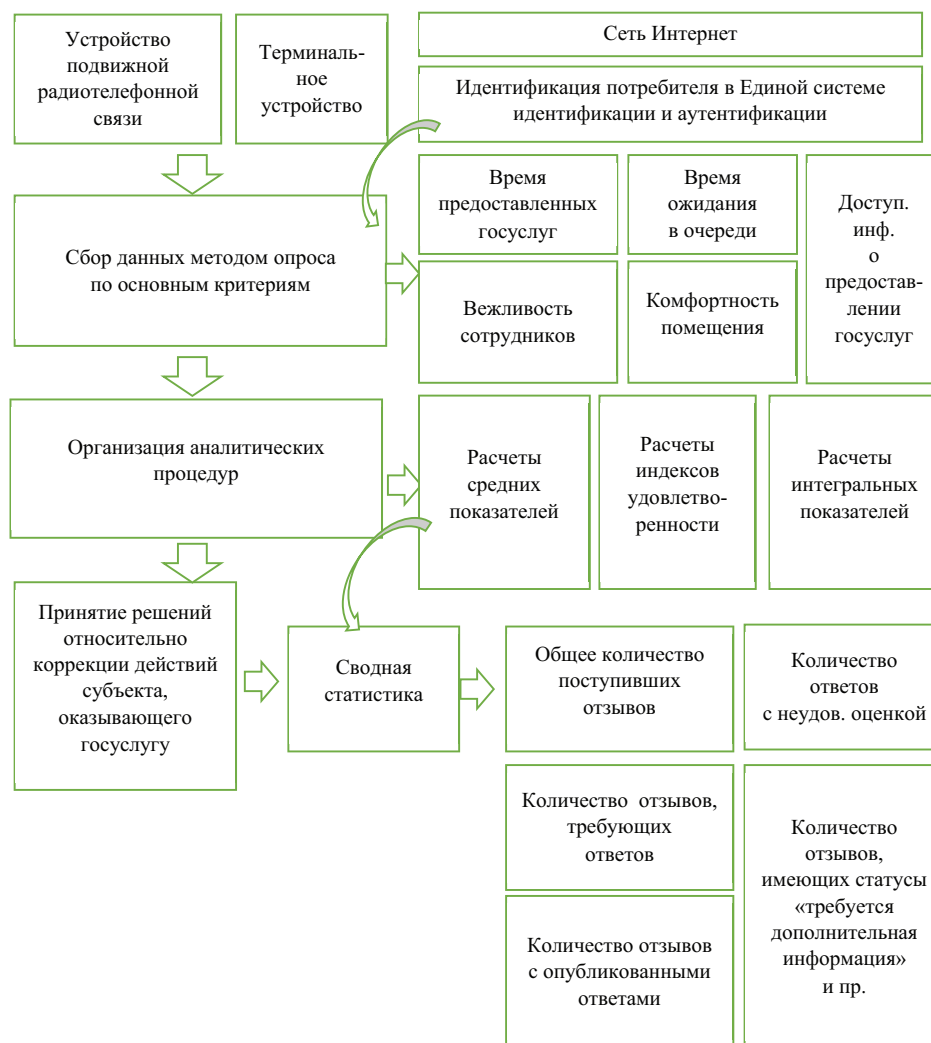 Устройство
подвижной
радиотелефонной
связи
Терминаль-
ное
устройство
Сеть Интернет
Идентификация потребителя в Единой системе
идентификации и аутентификации
Сбор данных методом опроса
по основным критериям
Время
предоставленных
госуслуг
Время
ожидания
в очереди
Доступ.
инф.
о
предостав-
лении
госуслуг
Вежливость
сотрудников
Комфортность
помещения
Организация аналитических
процедур
Расчеты
средних
показателей
Расчеты
индексов
удовлетво-
ренности
Расчеты
интегральных
показателей
Принятие решений
относительно
коррекции действий
субъекта,
оказывающего
госуслугу
Сводная
статистика
Общее количество
поступивших
отзывов
Количество
ответов
с неудов. оценкой
Количество отзывов,
требующих
ответов
Количество
отзывов,
имеющих статусы
«требуется
дополнительная
информация»
и пр.
Количество отзывов
с опубликованными
ответами